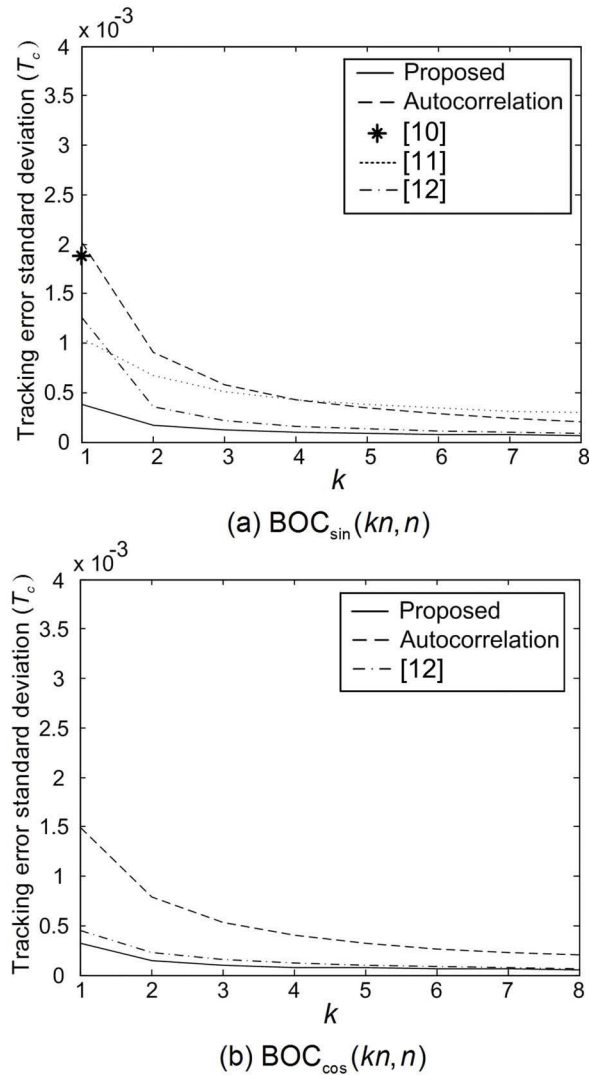 x 10⁻³
4
3.5
3
2.5
2
1.5
1
0.5
0
Tracking error standard deviation (T_c)
Proposed
Autocorrelation
[10]
[11]
[12]
1 2 3 4 5 6 7 8
k
(a) BOC_sin(kn, n)
x 10⁻³
4
3.5
3
2.5
2
1.5
1
0.5
0
Tracking error standard deviation (T_c)
Proposed
Autocorrelation
[12]
1 2 3 4 5 6 7 8
k
(b) BOC_cos(kn, n)